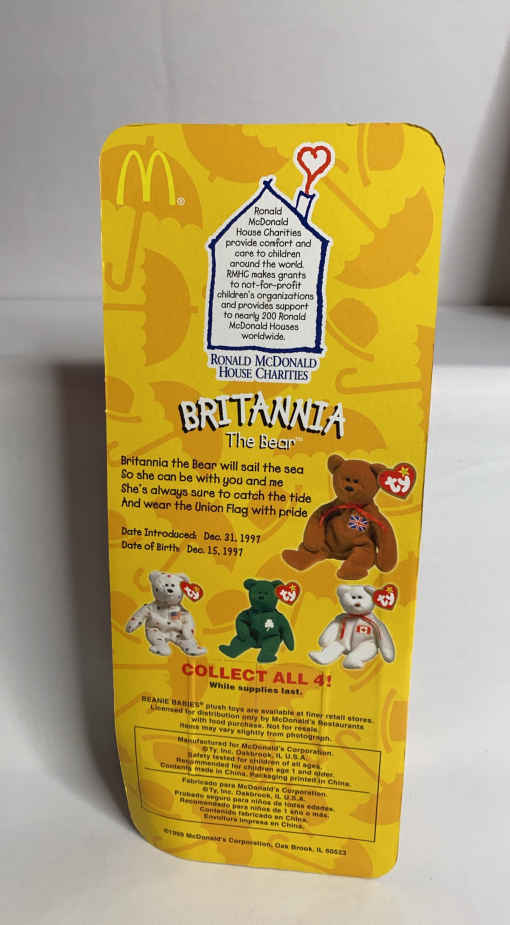 Ronald
McDonald
House Charities
provide comfort and
care to children
around the world.
RMHC makes grants
to not-for-profit
children's organizations
and provides support
to nearly 200 Ronald
McDonald Houses
worldwide.
RONALD MCDONALD
HOUSE CHARITIES
BRITANNIA
The Bear™
Britannia the Bear will sail the sea
So she can be with you and me
She's always sure to catch the tide
And wear the Union Flag with pride
Date Introduced: Dec. 31, 1997
Date of Birth: Dec. 15, 1997
ty
ty
ty
ty
COLLECT ALL 4!
While supplies last.
BEANIE BABIES® plush toys are available at finer retail stores.
Licensed for distribution only by McDonald's Restaurants
with food purchase. Not for resale.
Items may vary slightly from photograph.
Manufactured for McDonald's Corporation.
©Ty, Inc. Oakbrook, IL U.S.A.
Safety tested for children of all ages.
Recommended for children age 1 and older.
Contents made in China. Packaging printed in China.
Fabricado para McDonald's Corporation.
©Ty, Inc. Oakbrook, IL U.S.A.
Probado seguro para niños de todas edades.
Recomendado para niños de 1 año o más.
Contenido fabricado en China.
Envoltura impresa en China.
McDonald's Corporation, Oak Brook, IL 60523